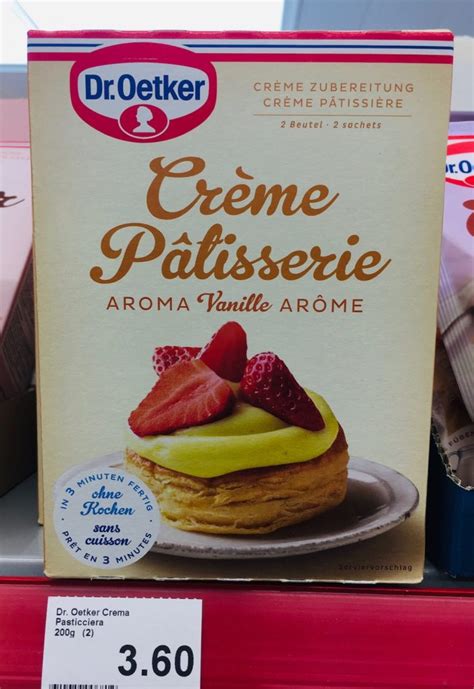 Dr. Oetker
CRÈME ZUBEREITUNG
CRÈME PÂTISSIÈRE
2 Beutel · 2 sachets
Crème
Pâtisserie
AROMA Vanille ARÔME
IN 3 MINUTEN FERTIG
ohne
Kochen
sans
cuisson
PRÊT EN 3 MINUTES
Serviervorschlag
Dr. Oetker Crema
Pasticciera
200g (2)
3.60